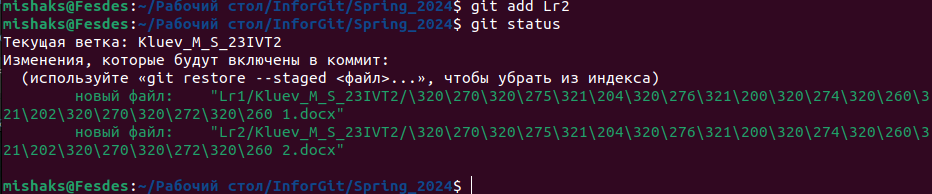 mishaks@Fesdes:~/Рабочий стол/InforGit/Spring_2024$ git add Lr2
mishaks@Fesdes:~/Рабочий стол/InforGit/Spring_2024$ git status
Текущая ветка: Kluev_M_S_23IVT2
Изменения, которые будут включены в коммит:
  (используйте «git restore --staged <файл>...», чтобы убрать из индекса)
        новый файл:    "Lr1/Kluev_M_S_23IVT2/\320\270\320\275\321\204\320\276\321\200\320\274\320\260\3
21\202\320\270\320\272\320\260 1.docx"
        новый файл:    "Lr2/Kluev_M_S_23IVT2/\320\270\320\275\321\204\320\276\321\200\320\274\320\260\3
21\202\320\270\320\272\320\260 2.docx"
mishaks@Fesdes:~/Рабочий стол/InforGit/Spring_2024$